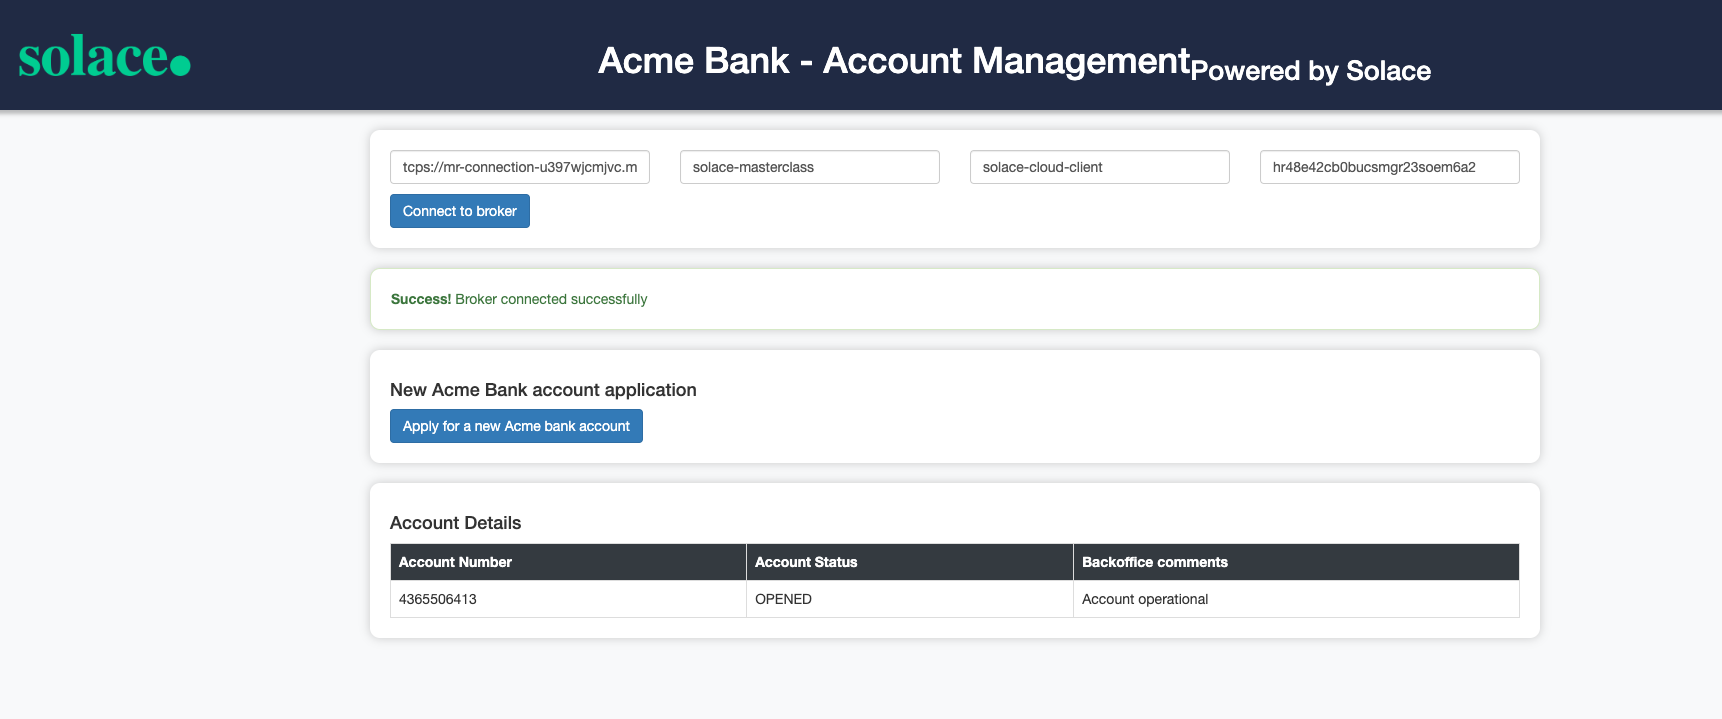 solace.
Acme Bank - Account Management Powered by Solace
tcps://mr-connection-u397wjcmjvc.m
solace-masterclass
solace-cloud-client
hr48e42cb0bucsmgr23soem6a2
Connect to broker
Success! Broker connected successfully
New Acme Bank account application
Apply for a new Acme bank account
Account Details
Account Number Account Status Backoffice comments
4365506413 OPENED Account operational